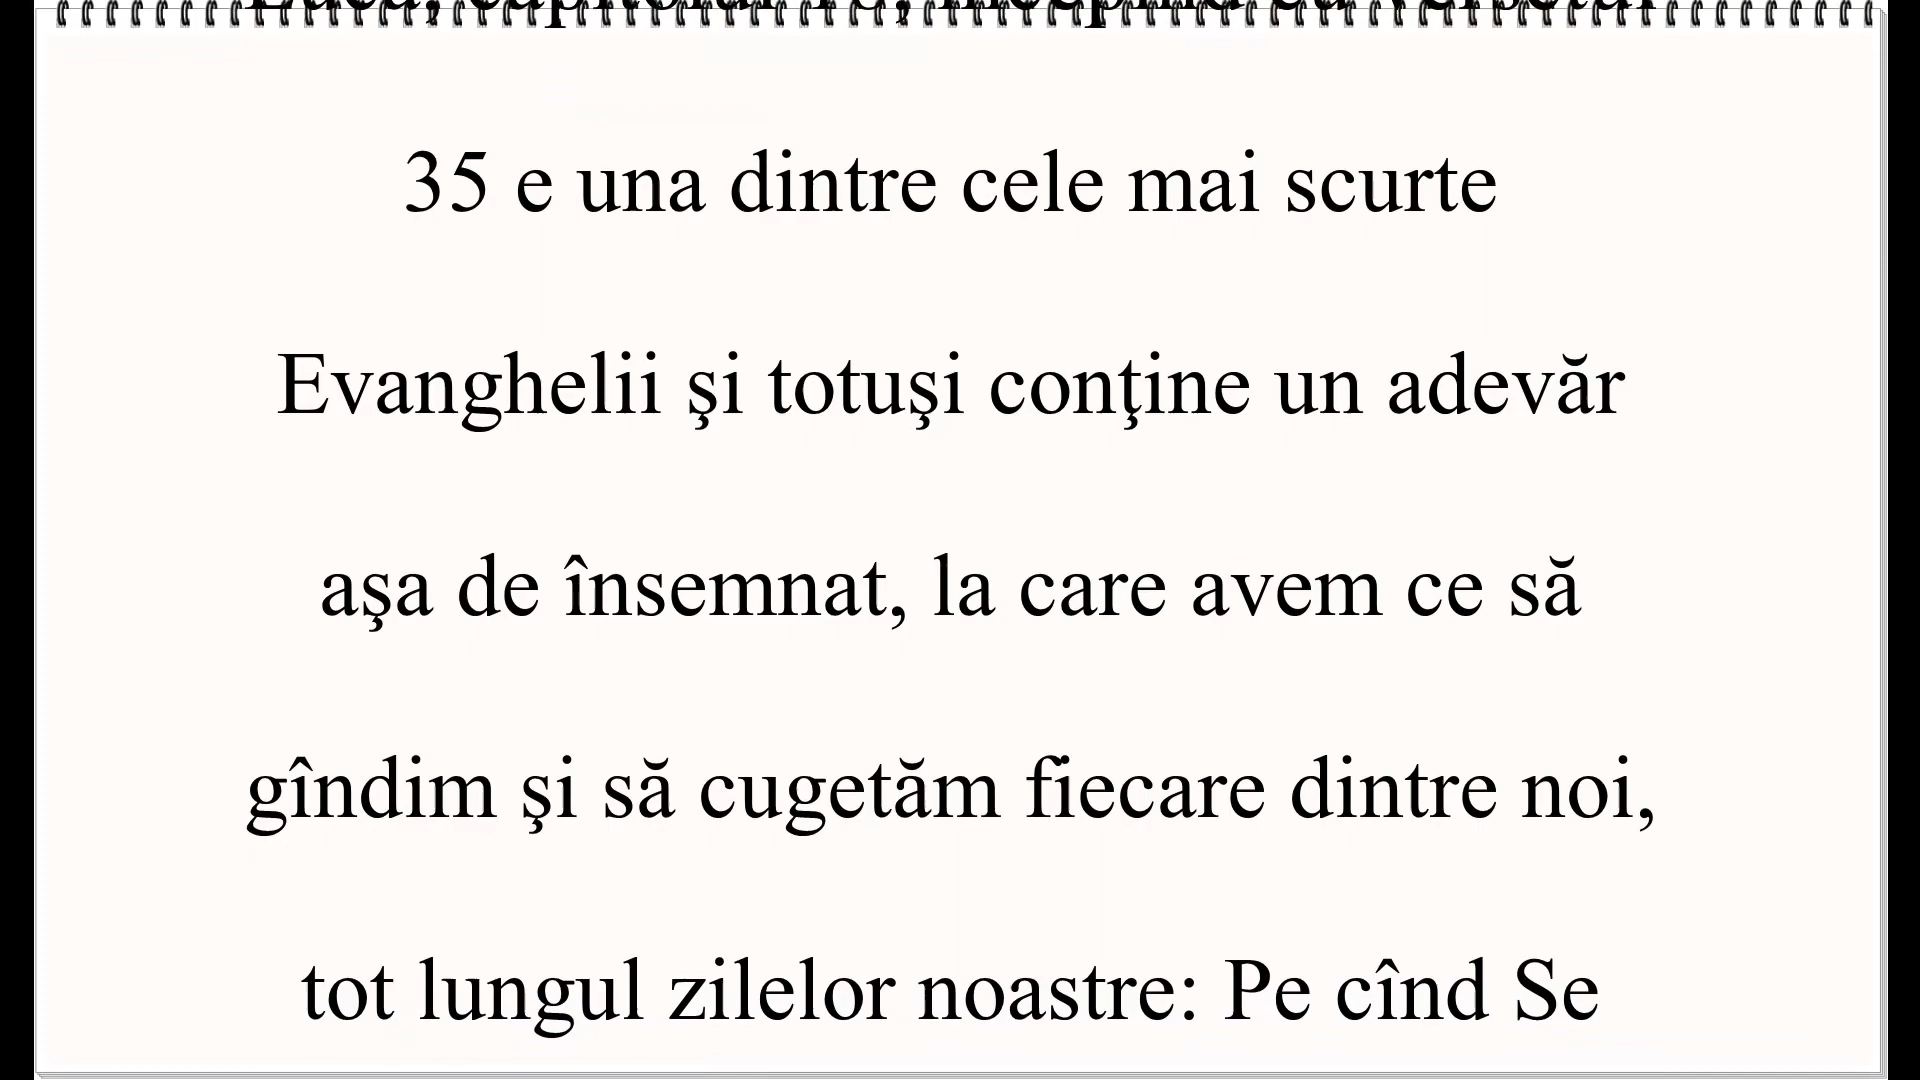 35 e una dintre cele mai scurte
Evanghelii şi totuşi conţine un adevăr
aşa de însemnat, la care avem ce să
gîndim şi să cugetăm fiecare dintre noi,
tot lungul zilelor noastre: Pe cînd Se